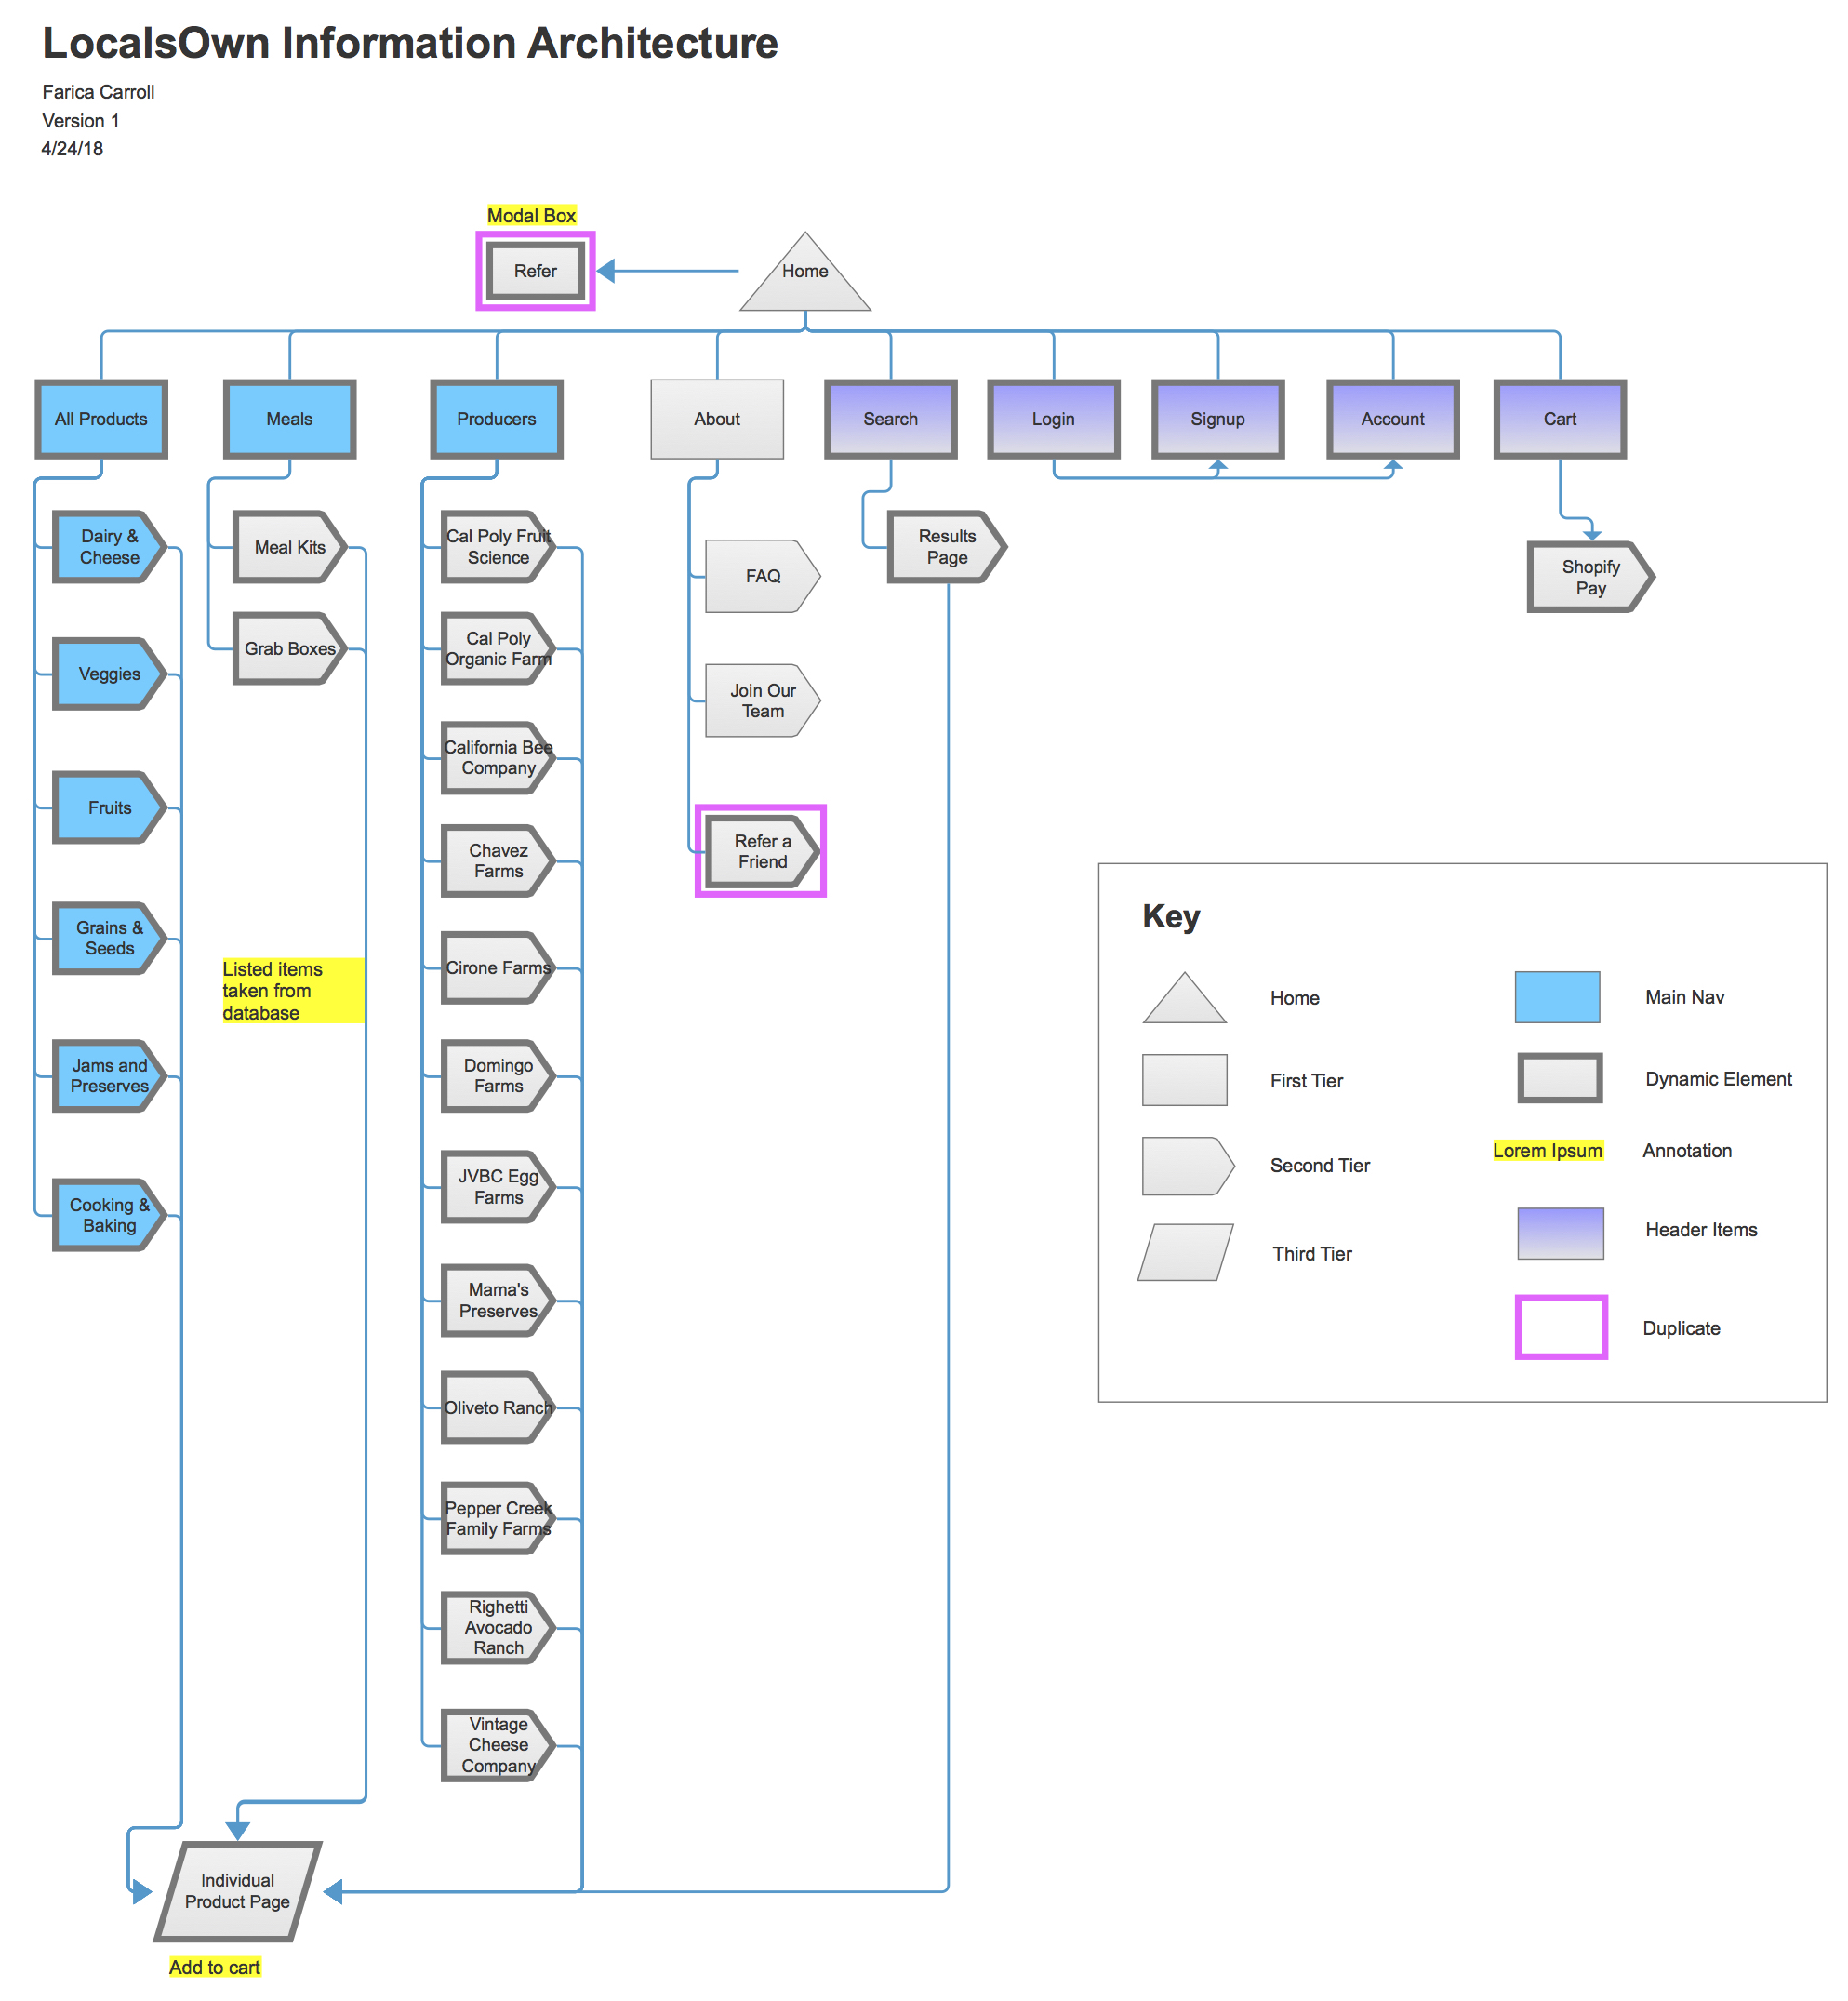 LocalsOwn Information Architecture
Farica Carroll
Version 1
4/24/18
Modal Box
Refer
Home
All Products
Meals
Producers
About
Search
Login
Signup
Account
Cart
Dairy &
Cheese
Veggies
Fruits
Grains &
Seeds
Jams and
Preserves
Cooking &
Baking
Meal Kits
Grab Boxes
Listed items
taken from
database
Cal Poly Fruit
Science
Cal Poly
Organic Farm
California Bee
Company
Chavez
Farms
Cirone Farms
Domingo
Farms
JVBC Egg
Farms
Mama's
Preserves
Oliveto Ranch
Pepper Creek
Family Farms
Righetti
Avocado
Ranch
Vintage
Cheese
Company
FAQ
Join Our
Team
Refer a
Friend
Results
Page
Shopify
Pay
Individual
Product Page
Add to cart
Key
Home
First Tier
Second Tier
Third Tier
Main Nav
Dynamic Element
Lorem Ipsum
Annotation
Header Items
Duplicate